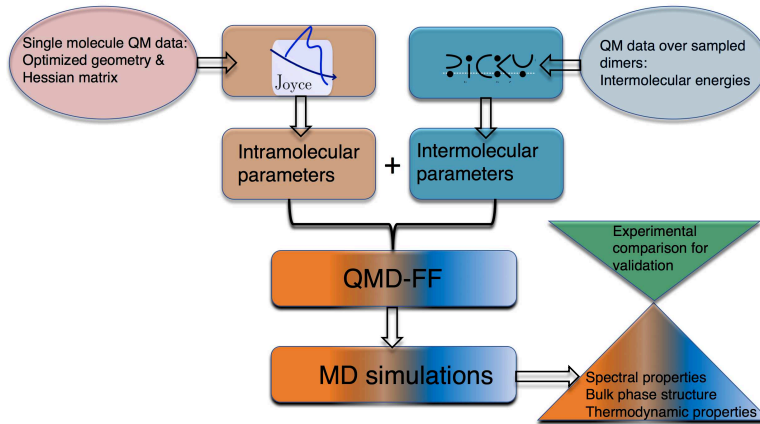 Single molecule QM data:
Optimized geometry &
Hessian matrix
Joyce
PICKY
QM data over sampled
dimers:
Intermolecular energies
Intramolecular
parameters
+
Intermolecular
parameters
Experimental
comparison for
validation
QMD-FF
MD simulations
Spectral properties
Bulk phase structure
Thermodynamic properties